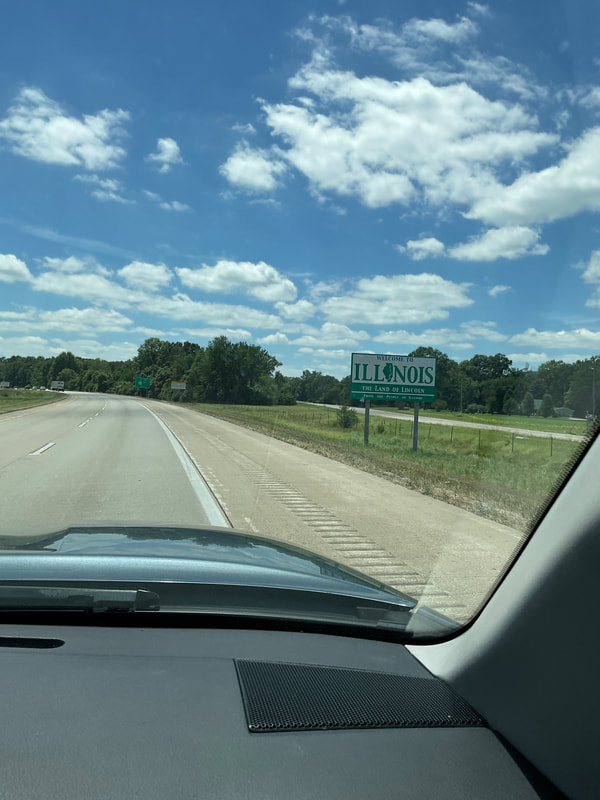 WELCOME TO
ILLINOIS
THE LAND OF LINCOLN